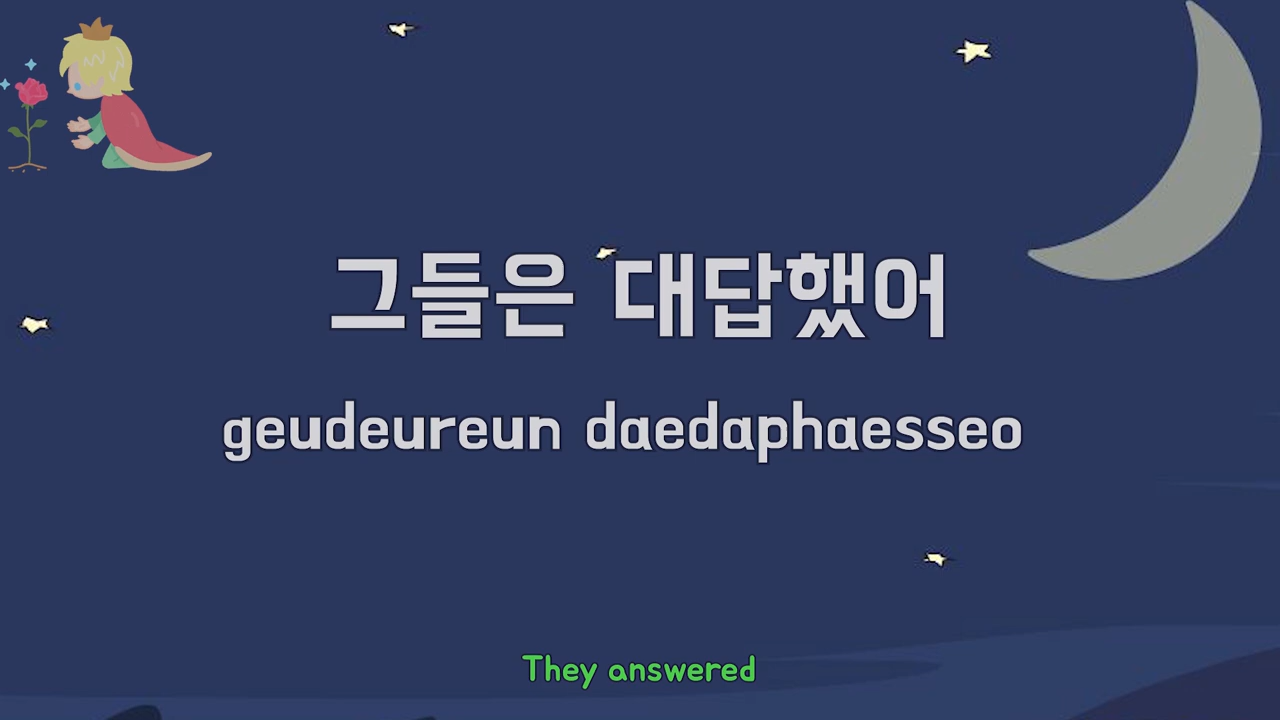 그들은 대답했어
geudeureun daedaphaesseo
They answered